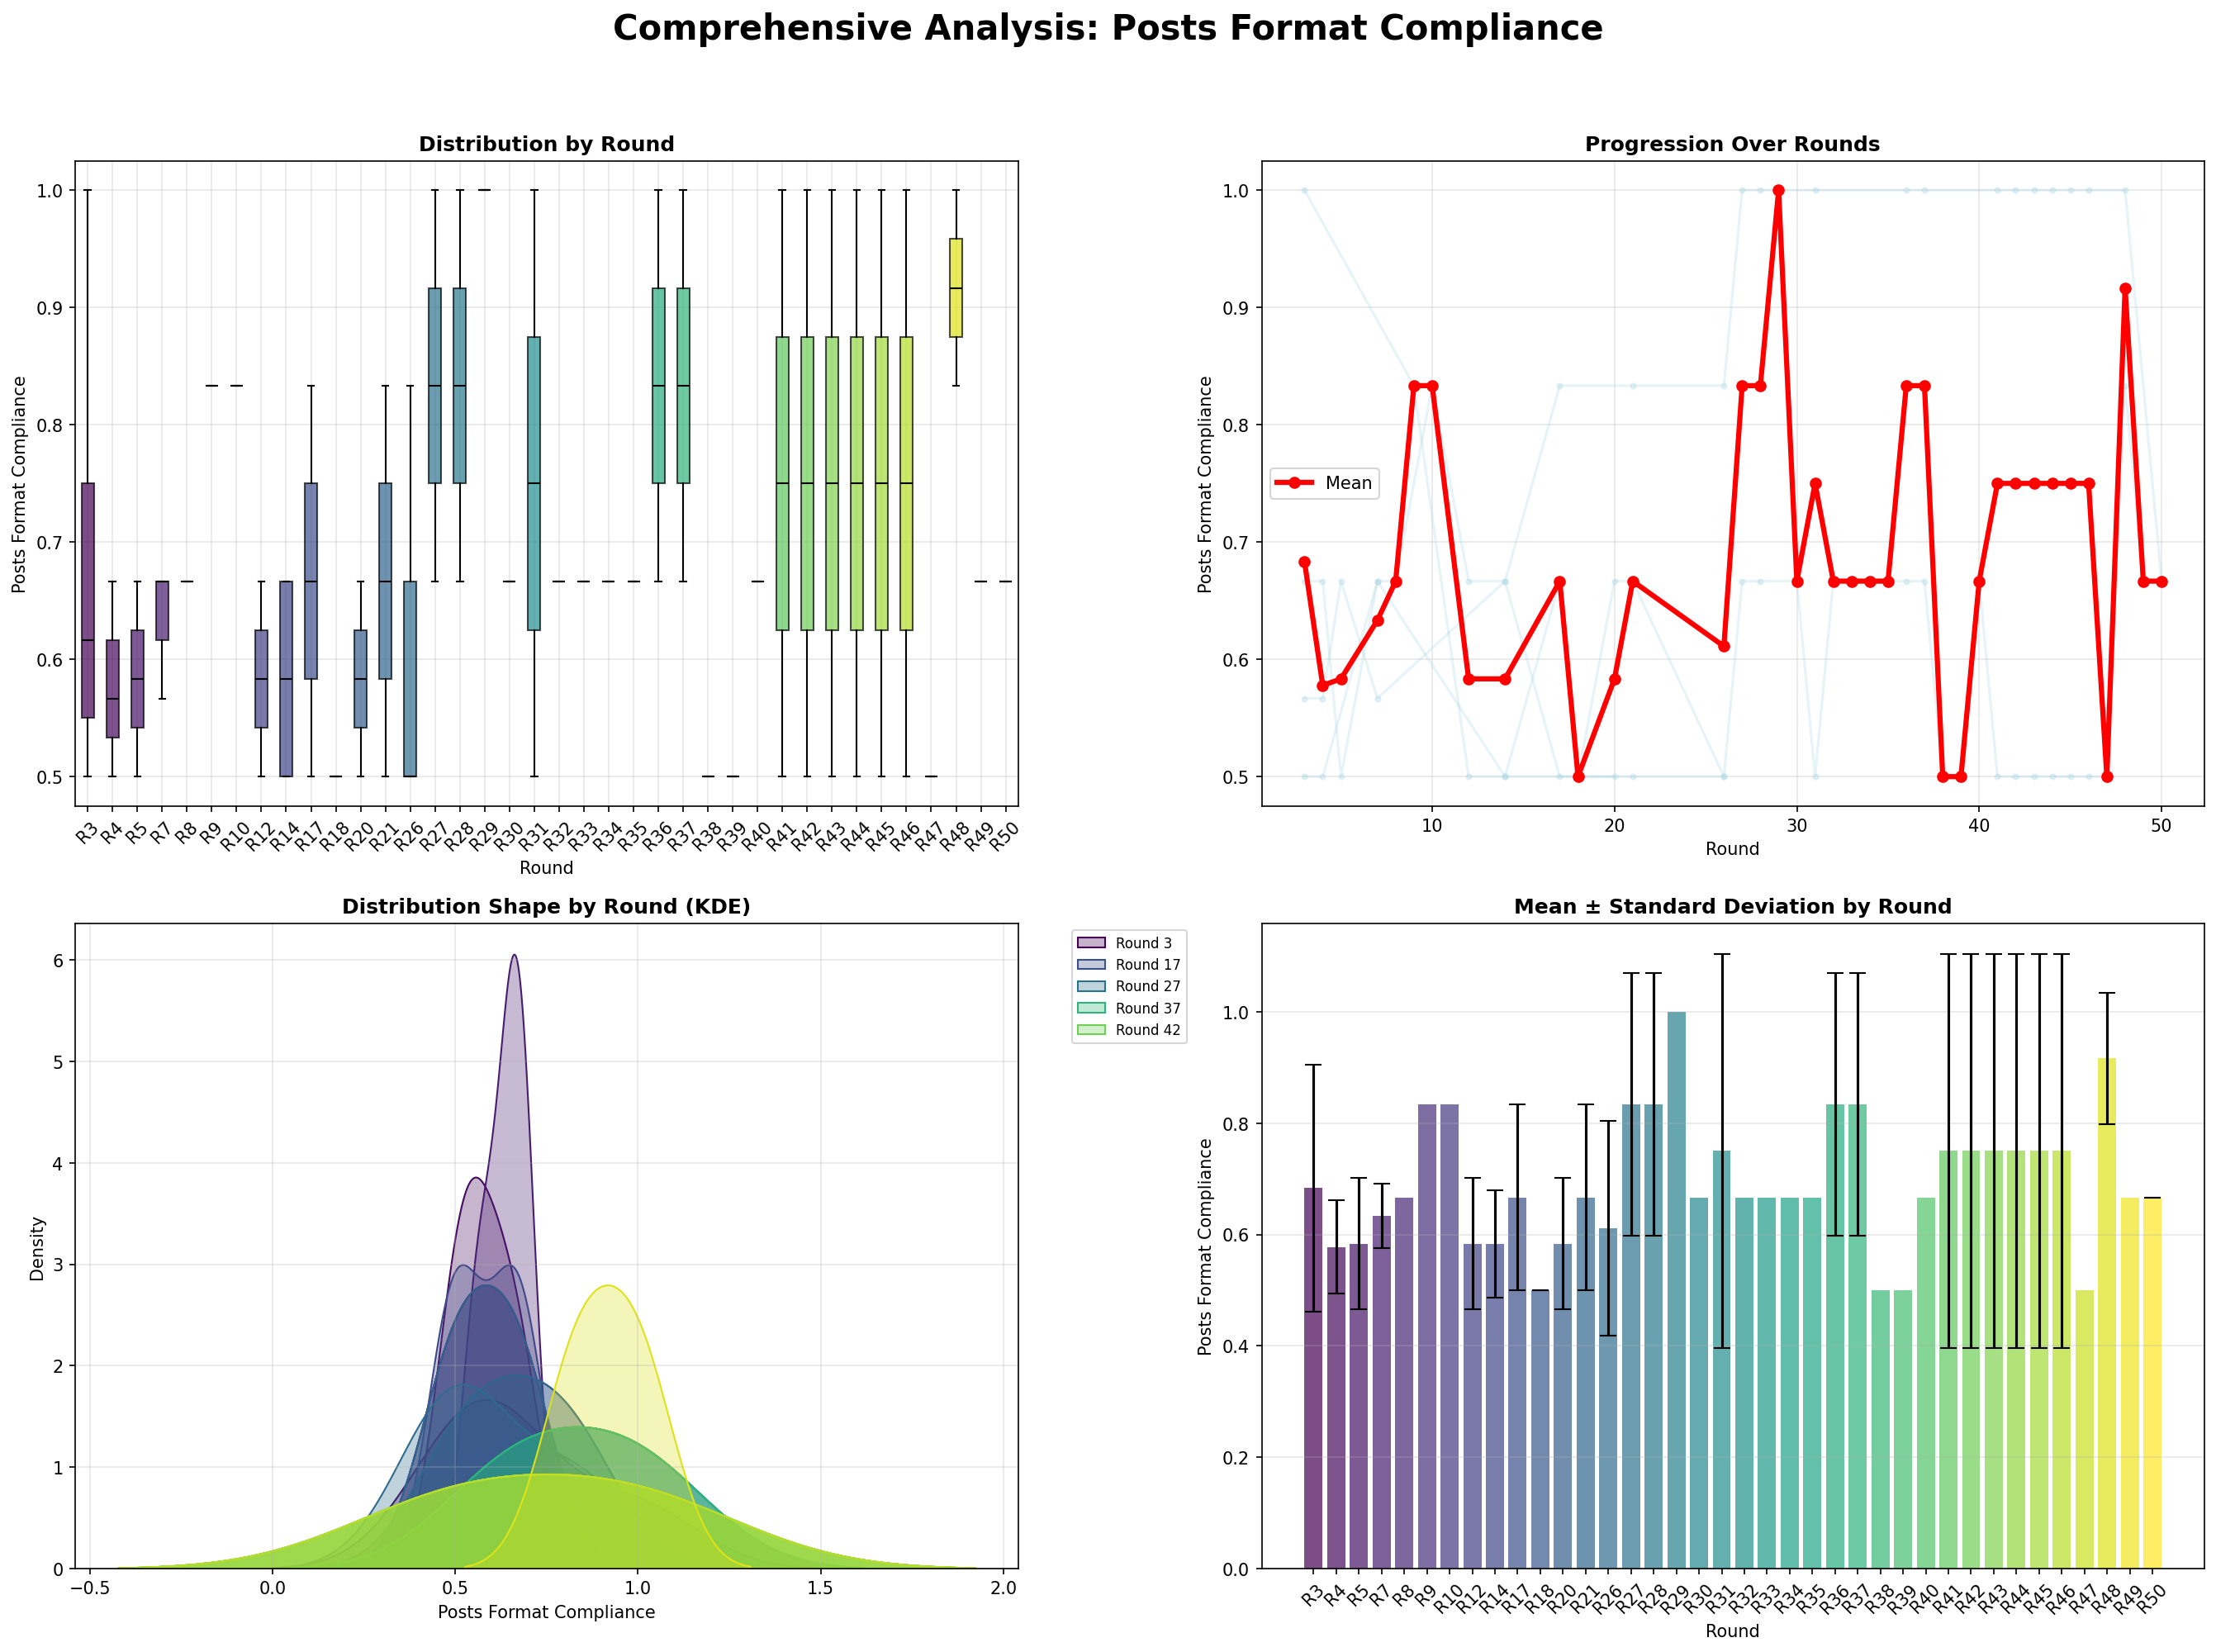 Comprehensive Analysis: Posts Format Compliance
Distribution by Round
Posts Format Compliance
1.0
0.9
0.8
0.7
0.6
0.5
R3 R4 R5 R7 R8 R9 R10 R12 R14 R17 R18 R20 R21 R26 R27 R28 R29 R30 R31 R32 R33 R34 R35 R36 R37 R38 R39 R40 R41 R42 R43 R44 R45 R46 R47 R48 R49 R50
Round
Progression Over Rounds
Posts Format Compliance
1.0
0.9
0.8
0.7
0.6
0.5
Mean
10 20 30 40 50
Round
Distribution Shape by Round (KDE)
Density
6
5
4
3
2
1
0
−0.5 0.0 0.5 1.0 1.5 2.0
Posts Format Compliance
Round 3
Round 17
Round 27
Round 37
Round 42
Mean ± Standard Deviation by Round
Posts Format Compliance
1.0
0.8
0.6
0.4
0.2
0.0
R3 R4 R5 R7 R8 R9 R10 R12 R14 R17 R18 R20 R21 R26 R27 R28 R29 R30 R31 R32 R33 R34 R35 R36 R37 R38 R39 R40 R41 R42 R43 R44 R45 R46 R47 R48 R49 R50
Round